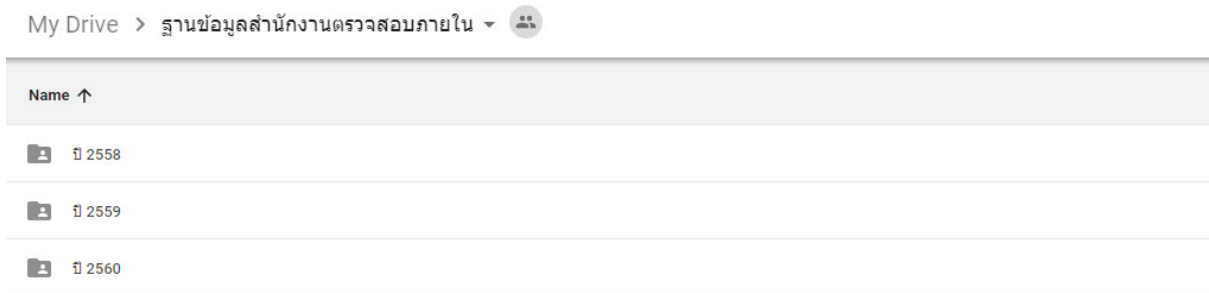 My Drive > ฐานข้อมูลสำนักงานตรวจสอบภายใน
Name ↑
ปี 2558
ปี 2559
ปี 2560